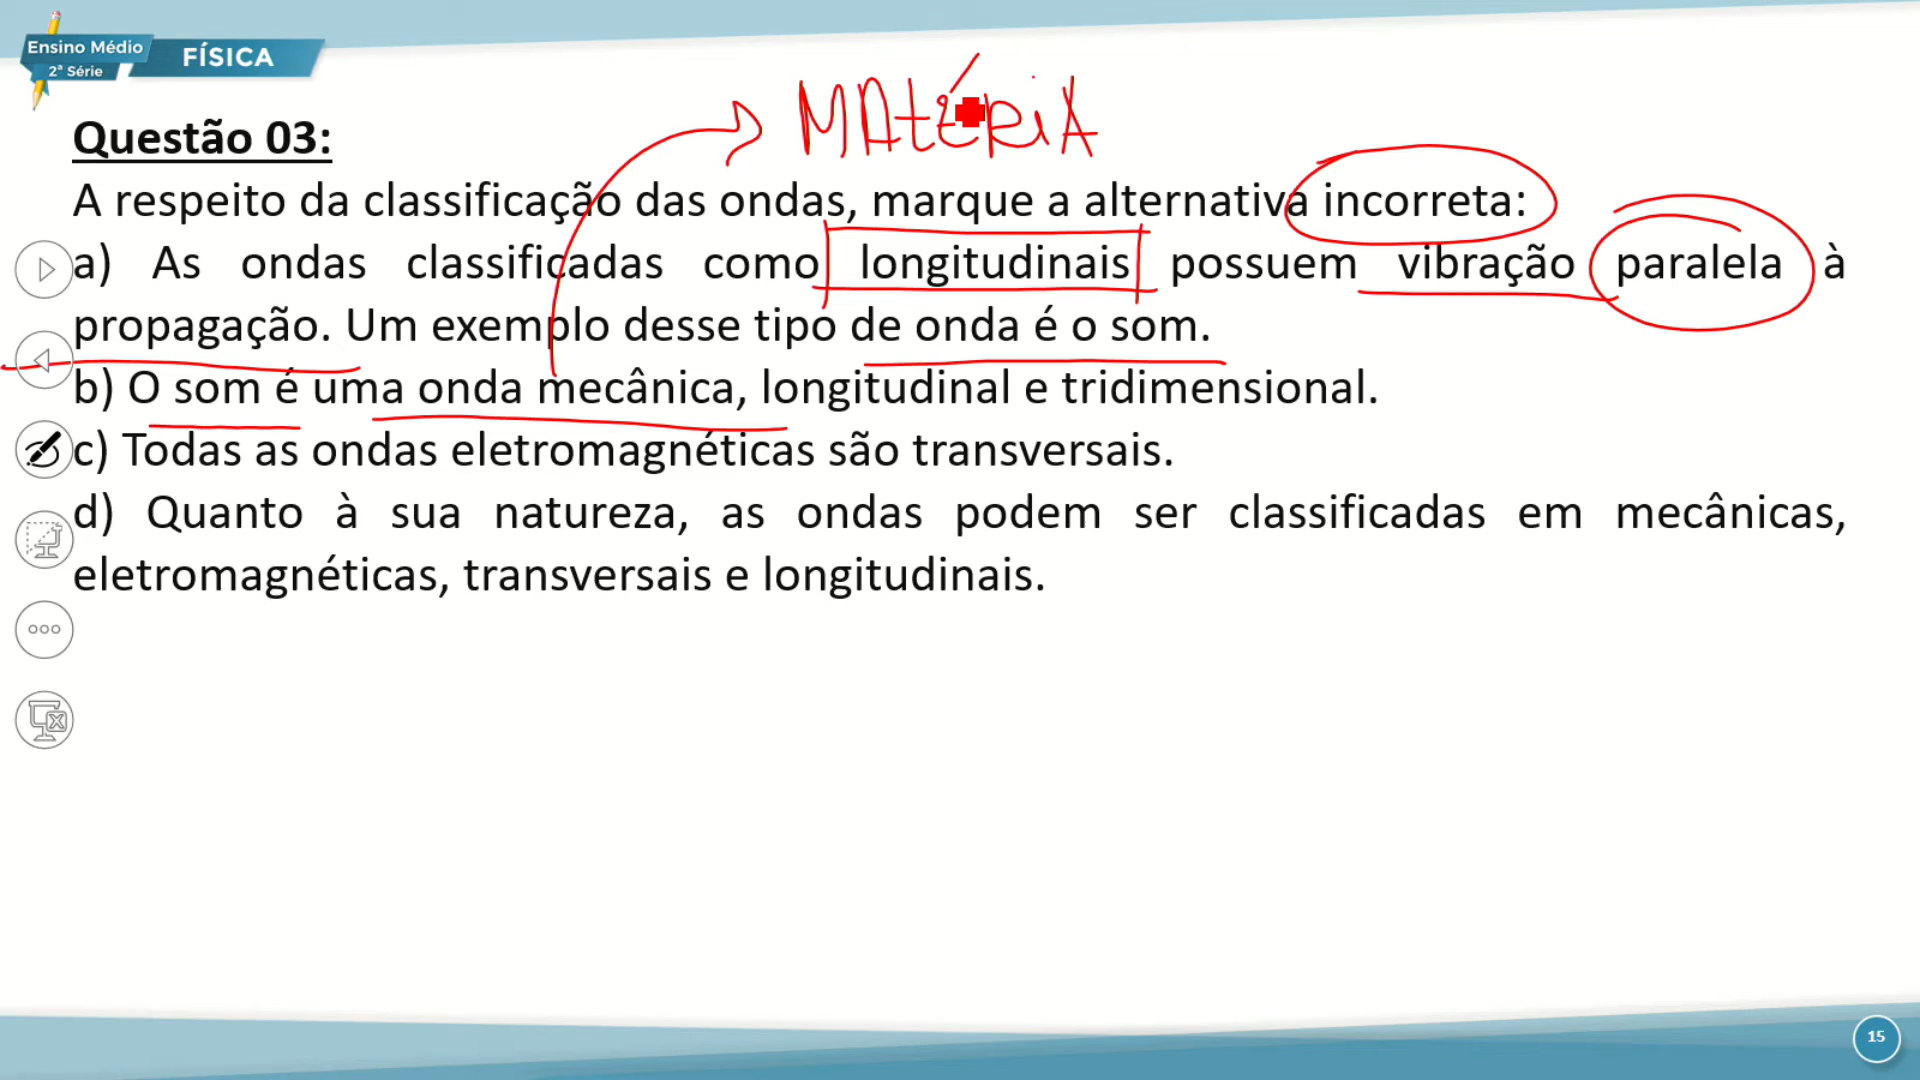 Ensino Médio
2ª Série
FÍSICA
MAtÉRiA
Questão 03:
A respeito da classificação das ondas, marque a alternativa incorreta:
a) As ondas classificadas como longitudinais possuem vibração paralela à
propagação. Um exemplo desse tipo de onda é o som.
b) O som é uma onda mecânica, longitudinal e tridimensional.
c) Todas as ondas eletromagnéticas são transversais.
d) Quanto à sua natureza, as ondas podem ser classificadas em mecânicas,
eletromagnéticas, transversais e longitudinais.
15